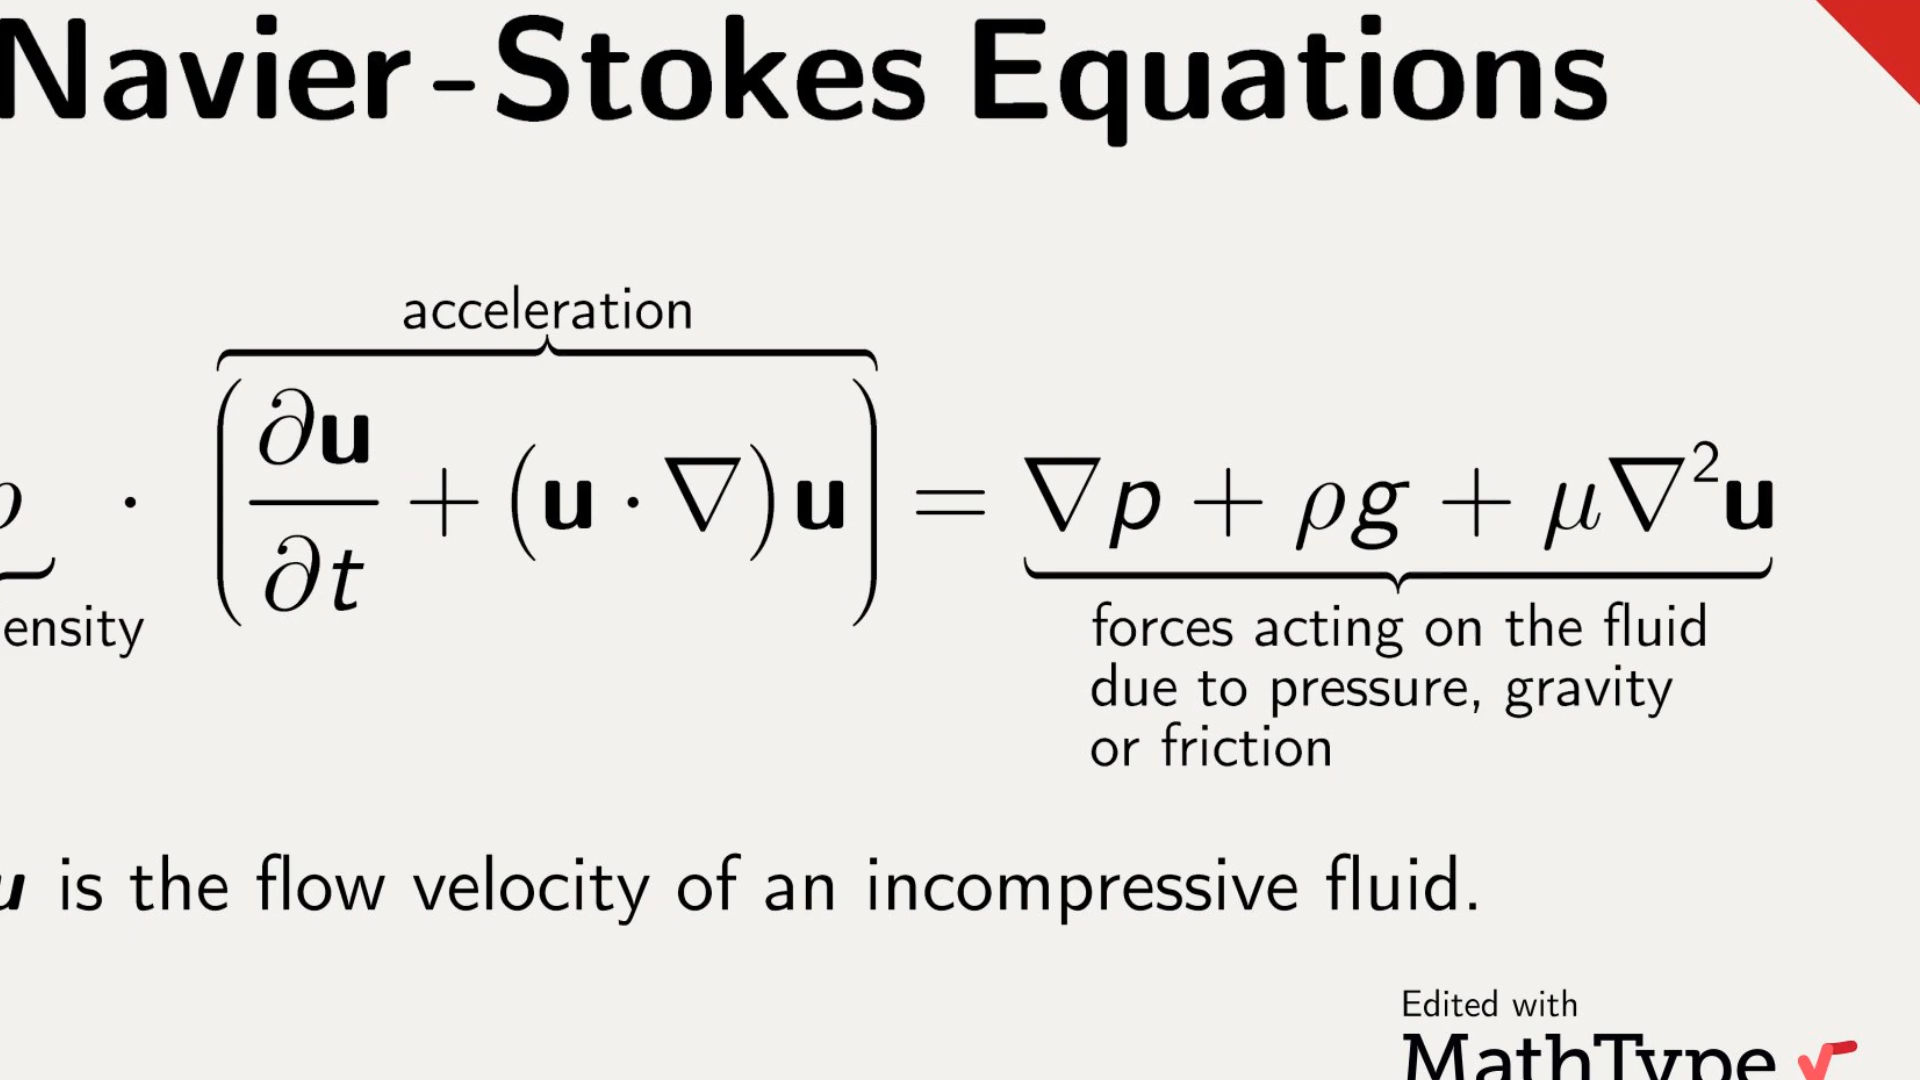 Navier-Stokes Equations
acceleration
ρ · (∂u/∂t + (u · ∇) u) = ∇p + ρg + μ∇²u
ensity
forces acting on the fluid
due to pressure, gravity
or friction
u is the flow velocity of an incompressive fluid.
Edited with
MathType